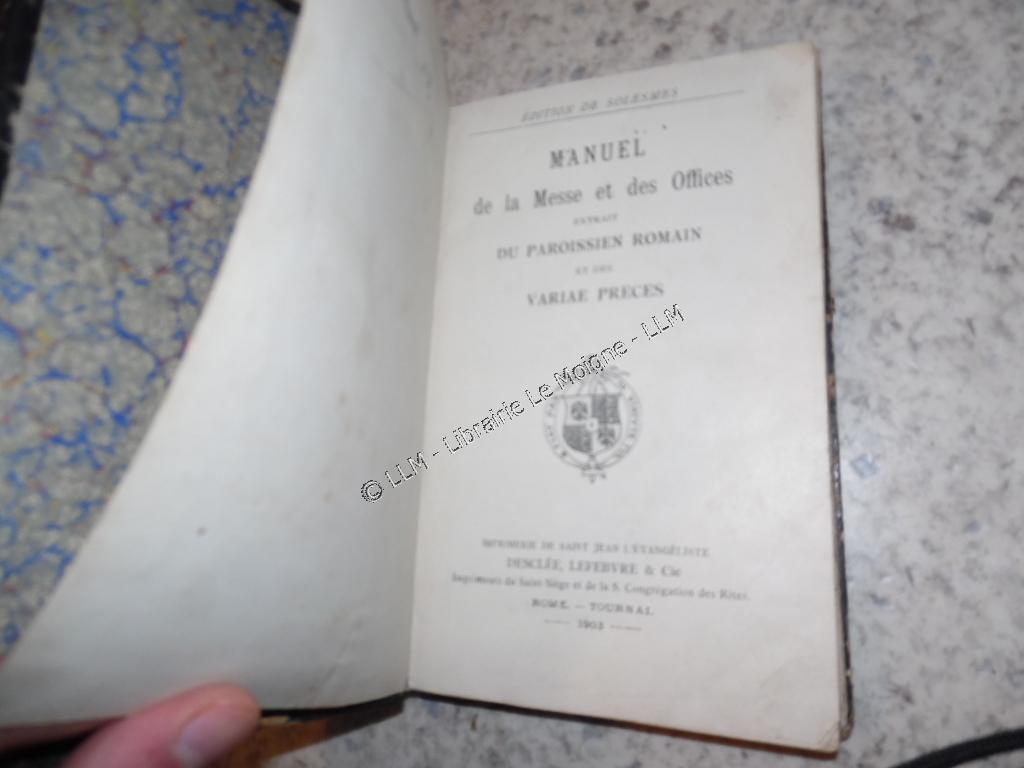 ÉDITION DE SOLESMES
MANUEL
de la Messe et des Offices
EXTRAIT
DU PAROISSIEN ROMAIN
ET DES
VARIAE PRECES
© LLM - Librairie Le Moigne - LLM
IMPRIMERIE DE SAINT JEAN L'ÉVANGÉLISTE
DESCLÉE, LEFEBVRE & Cie
Imprimeurs du Saint-Siège et de la S. Congrégation des Rites.
ROME. — TOURNAI.
1903